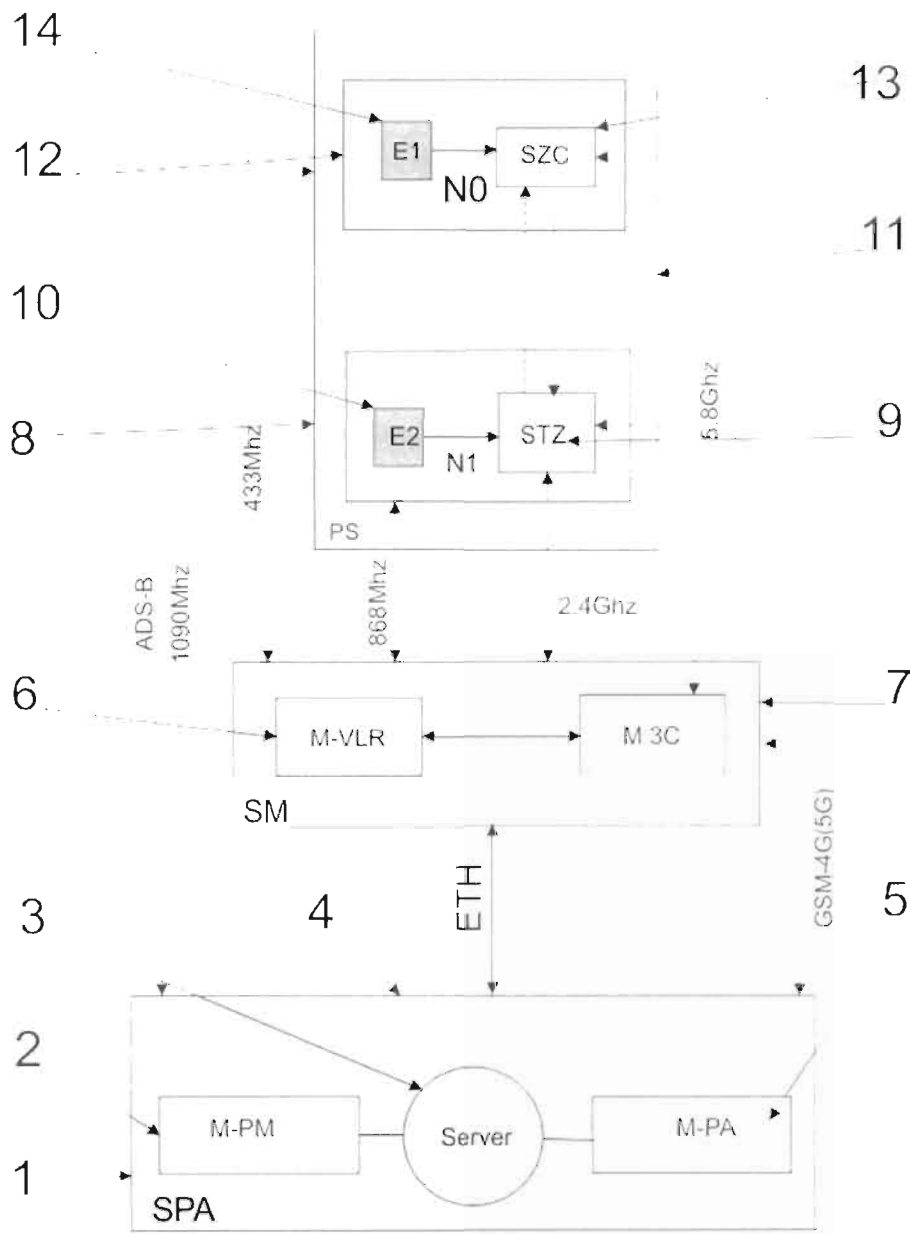 14
13
E1
SZC
12
N0
11
10
5.8Ghz
8
E2
STZ
9
433Mhz
N1
PS
ADS-B
1090Mhz
868Mhz
2.4Ghz
6
7
M-VLR
M 3C
SM
GSM-4G(5G)
3
4
ETH
5
2
M-PM
Server
M-PA
1
SPA